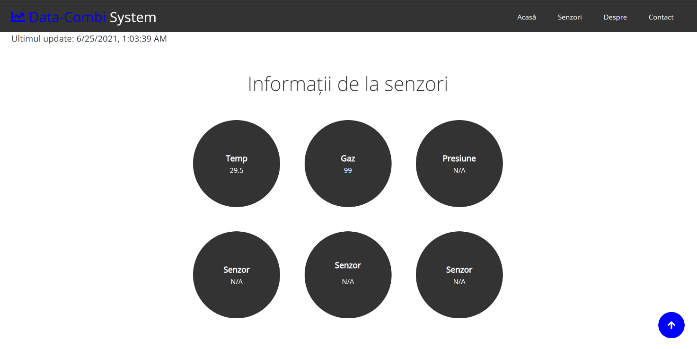 Data-Combi System
Acasă Senzori Despre Contact
Ultimul update: 6/25/2021, 1:03:39 AM
Informații de la senzori
Temp
29.5
Gaz
99
Presiune
N/A
Senzor
N/A
Senzor
N/A
Senzor
N/A